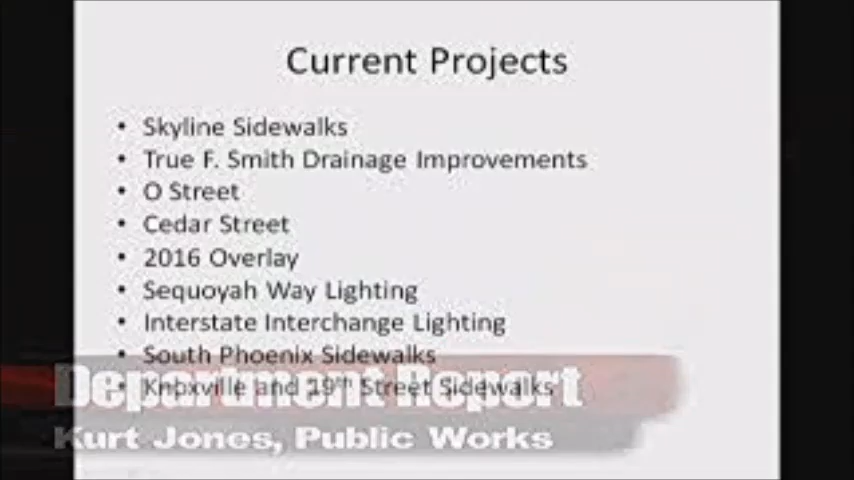 Current Projects
• Skyline Sidewalks
• True F. Smith Drainage Improvements
• O Street
• Cedar Street
• 2016 Overlay
• Sequoyah Way Lighting
• Interstate Interchange Lighting
• South Phoenix Sidewalks
• Knoxville and 19th Street Sidewalks
Department Report
Kurt Jones, Public Works